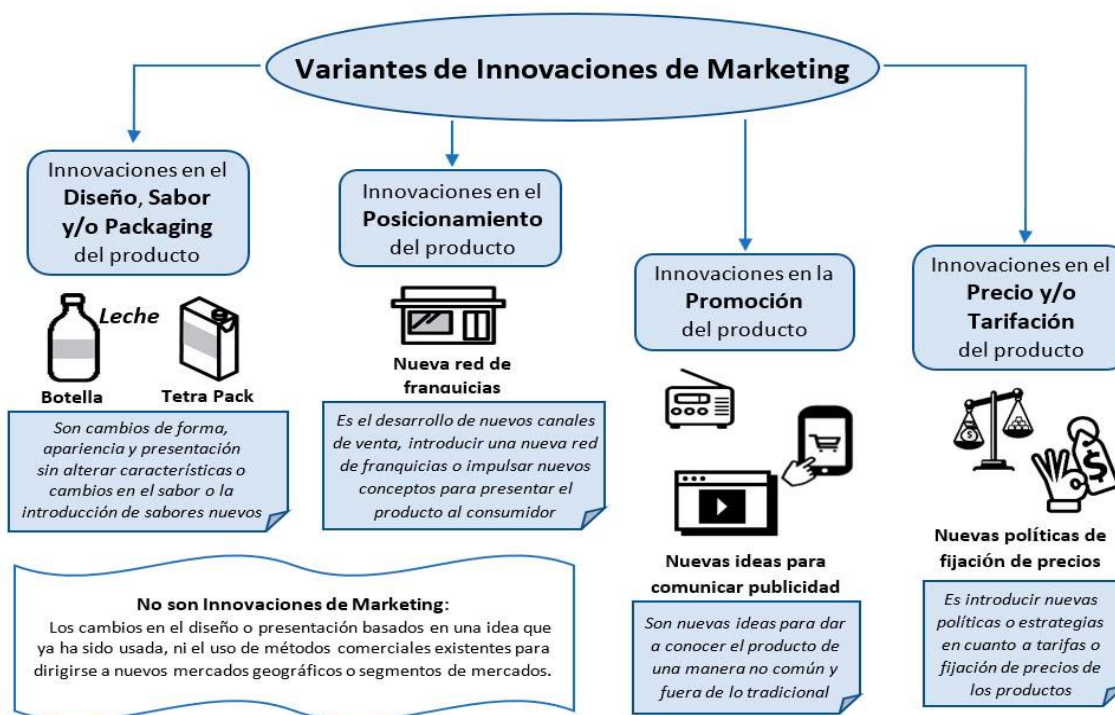 Variantes de Innovaciones de Marketing
Innovaciones en el
Diseño, Sabor
y/o Packaging
del producto
Leche
Botella
Tetra Pack
Son cambios de forma,
apariencia y presentación
sin alterar características o
cambios en el sabor o la
introducción de sabores nuevos
Innovaciones en el
Posicionamiento
del producto
Nueva red de
franquicias
Es el desarrollo de nuevos canales
de venta, introducir una nueva red
de franquicias o impulsar nuevos
conceptos para presentar el
producto al consumidor
Innovaciones en la
Promoción
del producto
Nuevas ideas para
comunicar publicidad
Son nuevas ideas para dar
a conocer el producto de
una manera no común y
fuera de lo tradicional
Innovaciones en el
Precio y/o
Tarifación
del producto
$
$
Nuevas políticas de
fijación de precios
Es introducir nuevas
políticas o estrategias
en cuanto a tarifas o
fijación de precios de
los productos
No son Innovaciones de Marketing:
Los cambios en el diseño o presentación basados en una idea que
ya ha sido usada, ni el uso de métodos comerciales existentes para
dirigirse a nuevos mercados geográficos o segmentos de mercados.